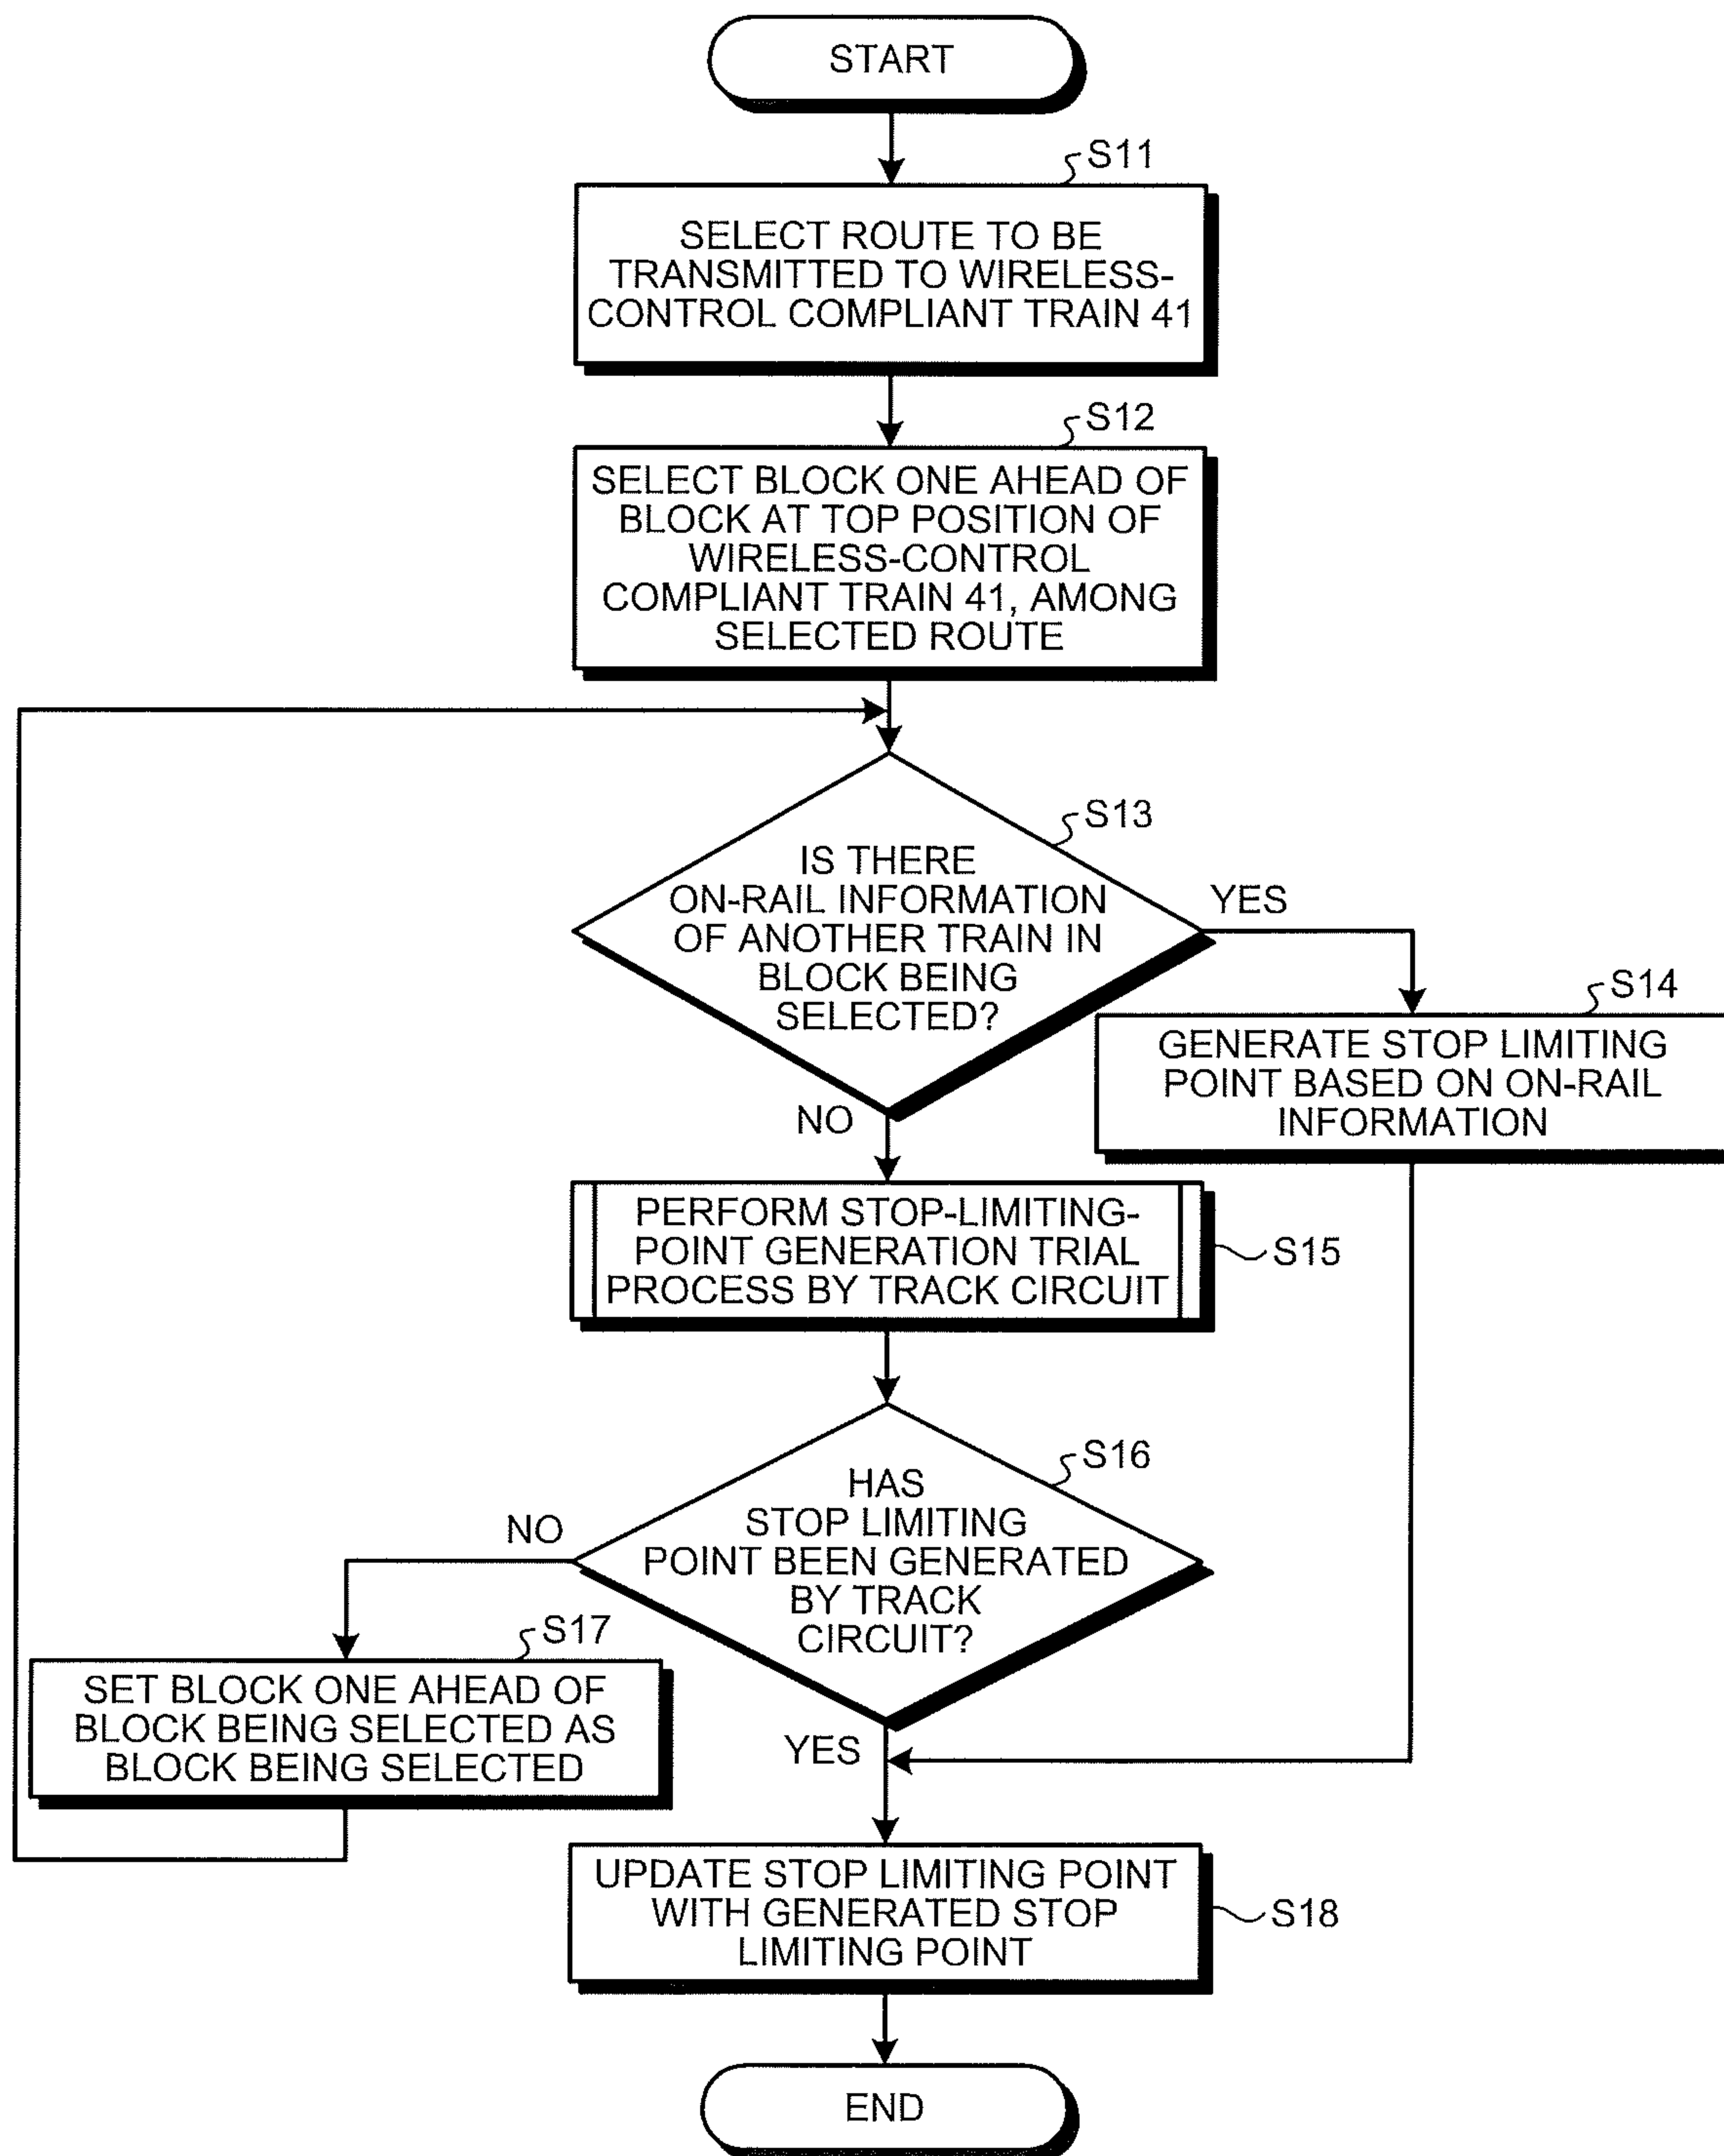 START
S11
SELECT ROUTE TO BE
TRANSMITTED TO WIRELESS-
CONTROL COMPLIANT TRAIN 41
S12
SELECT BLOCK ONE AHEAD OF
BLOCK AT TOP POSITION OF
WIRELESS-CONTROL
COMPLIANT TRAIN 41, AMONG
SELECTED ROUTE
S13
IS THERE
ON-RAIL INFORMATION
OF ANOTHER TRAIN IN
BLOCK BEING
SELECTED?
YES
S14
GENERATE STOP LIMITING
POINT BASED ON ON-RAIL
INFORMATION
NO
PERFORM STOP-LIMITING-
POINT GENERATION TRIAL
PROCESS BY TRACK CIRCUIT
S15
S16
HAS
STOP LIMITING
POINT BEEN GENERATED
BY TRACK
CIRCUIT?
NO
S17
SET BLOCK ONE AHEAD OF
BLOCK BEING SELECTED AS
BLOCK BEING SELECTED
YES
UPDATE STOP LIMITING POINT
WITH GENERATED STOP
LIMITING POINT
S18
END